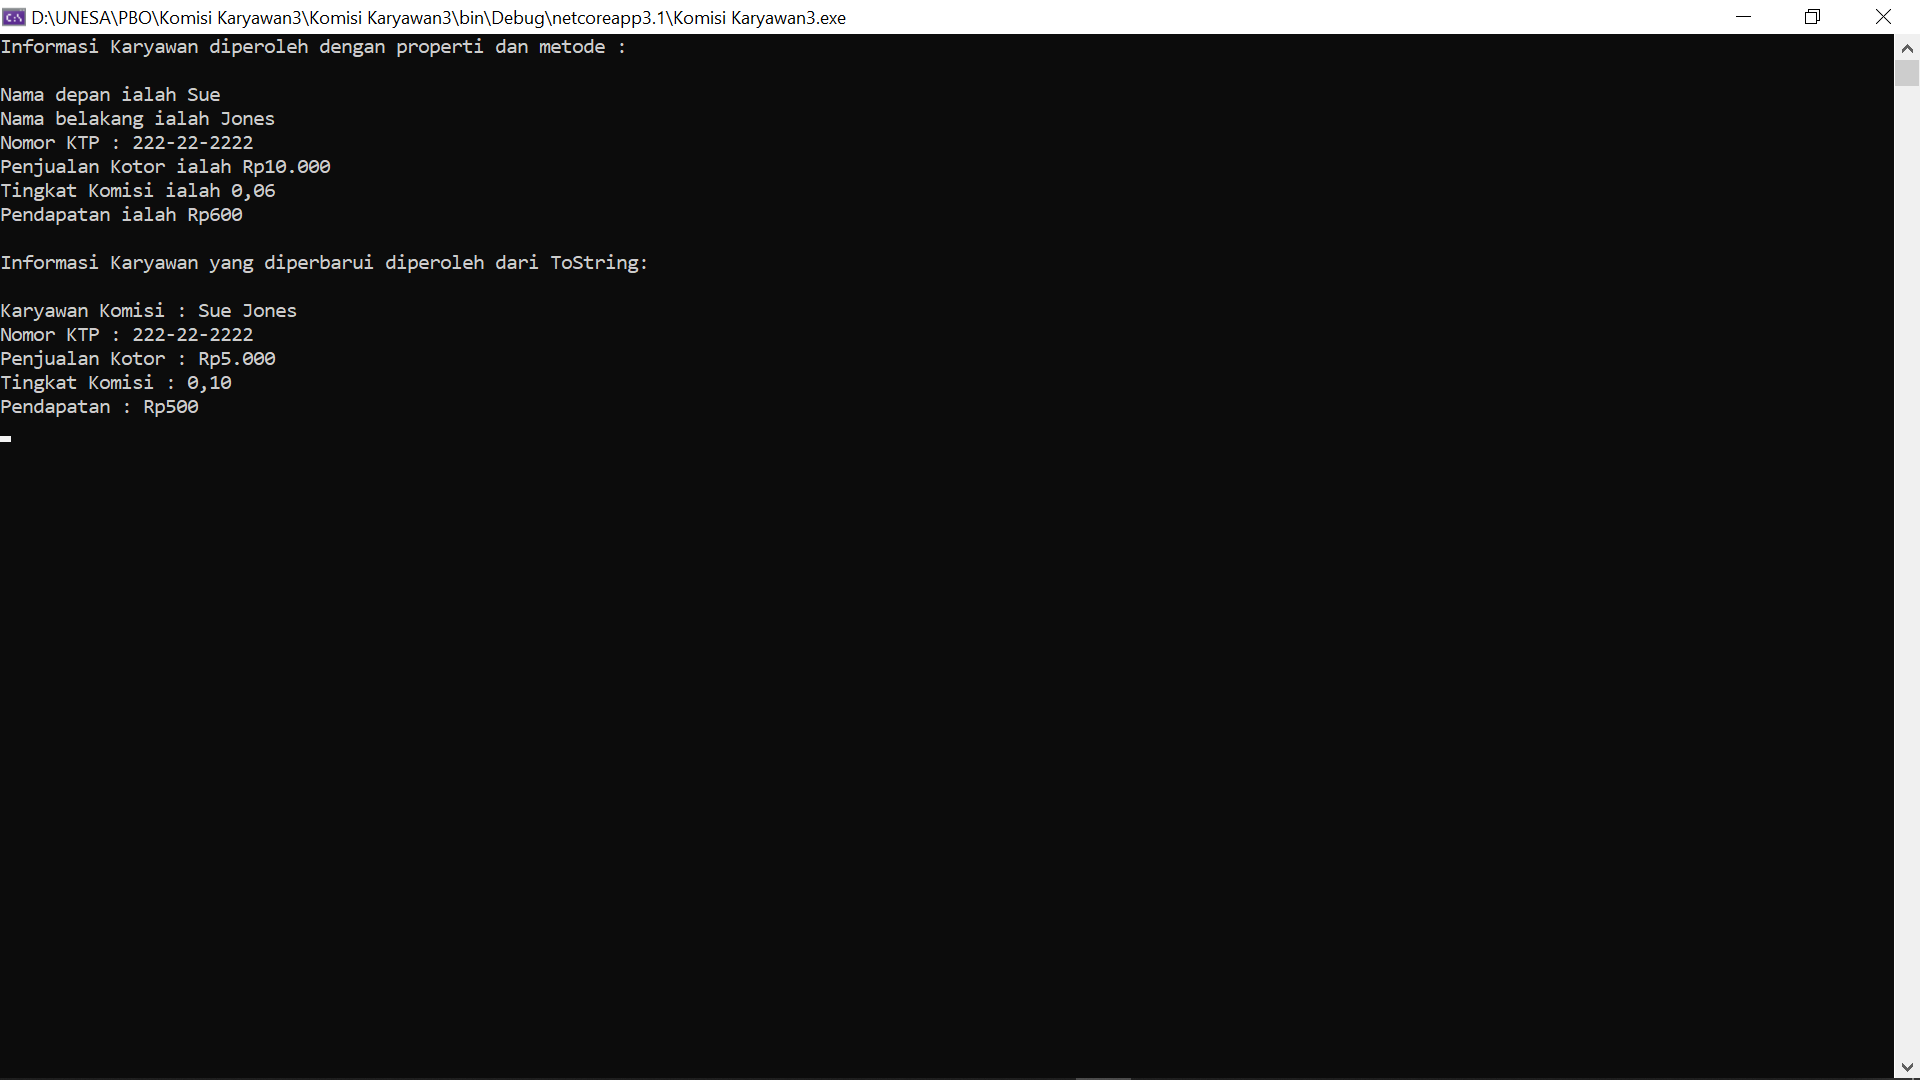 D:\UNESA\PBO\Komisi Karyawan3\Komisi Karyawan3\bin\Debug\netcoreapp3.1\Komisi Karyawan3.exe
Informasi Karyawan diperoleh dengan properti dan metode :
Nama depan ialah Sue
Nama belakang ialah Jones
Nomor KTP : 222-22-2222
Penjualan Kotor ialah Rp10.000
Tingkat Komisi ialah 0,06
Pendapatan ialah Rp600
Informasi Karyawan yang diperbarui diperoleh dari ToString:
Karyawan Komisi : Sue Jones
Nomor KTP : 222-22-2222
Penjualan Kotor : Rp5.000
Tingkat Komisi : 0,10
Pendapatan : Rp500